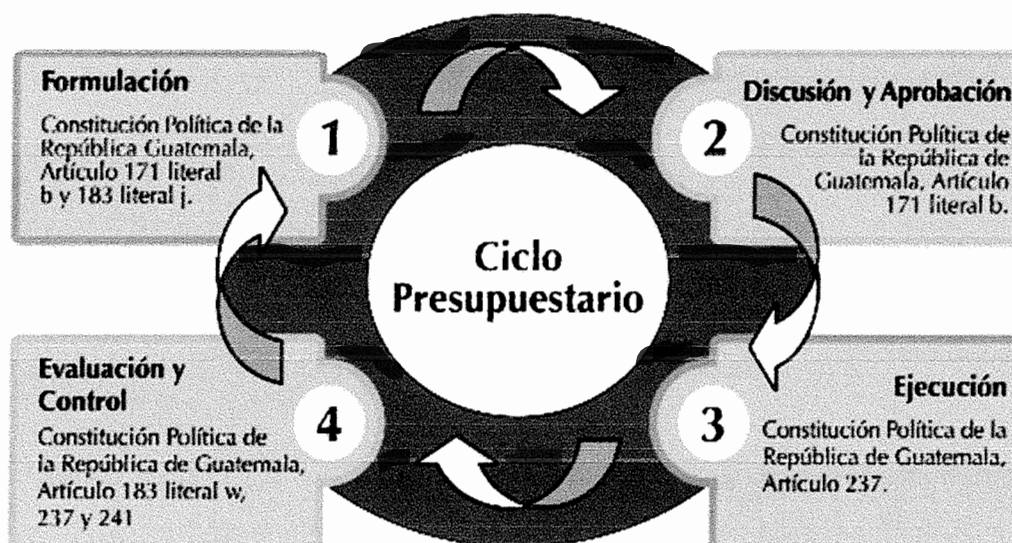 Formulación
Constitución Política de la
República Guatemala,
Artículo 171 literal
b y 183 literal j.
1
2
Discusión y Aprobación
Constitución Política de
la República de
Guatemala, Artículo
171 literal b.
Ciclo
Presupuestario
Evaluación y
Control
Constitución Política de
la República de Guatemala,
Artículo 183 literal w,
237 y 241
4
3
Ejecución
Constitución Política de la
República de Guatemala,
Artículo 237.